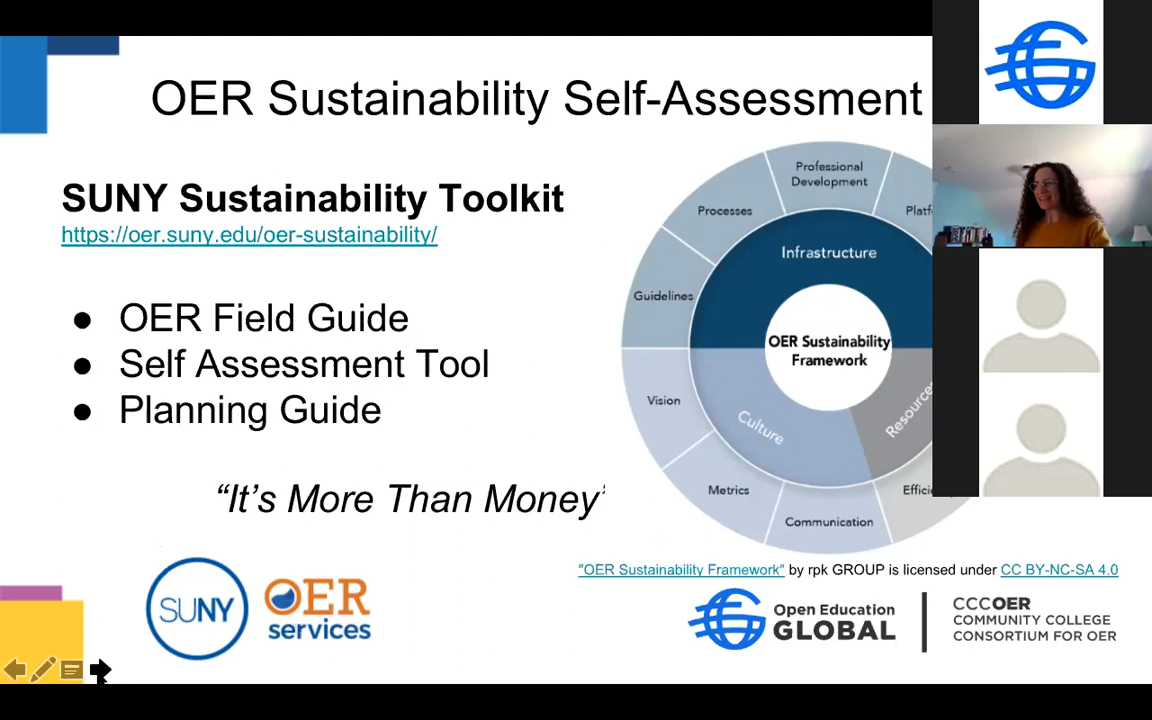 OER Sustainability Self-Assessment
SUNY Sustainability Toolkit
https://oer.suny.edu/oer-sustainability/
● OER Field Guide
● Self Assessment Tool
● Planning Guide
“It’s More Than Money”
Professional
Development
Processes
Platf
Infrastructure
Guidelines
OER Sustainability
Framework
Vision
Culture
Resources
Metrics
Effici
Communication
"OER Sustainability Framework" by rpk GROUP is licensed under CC BY-NC-SA 4.0
SUNY
OER
services
Open Education
GLOBAL
CCCOER
COMMUNITY COLLEGE
CONSORTIUM FOR OER